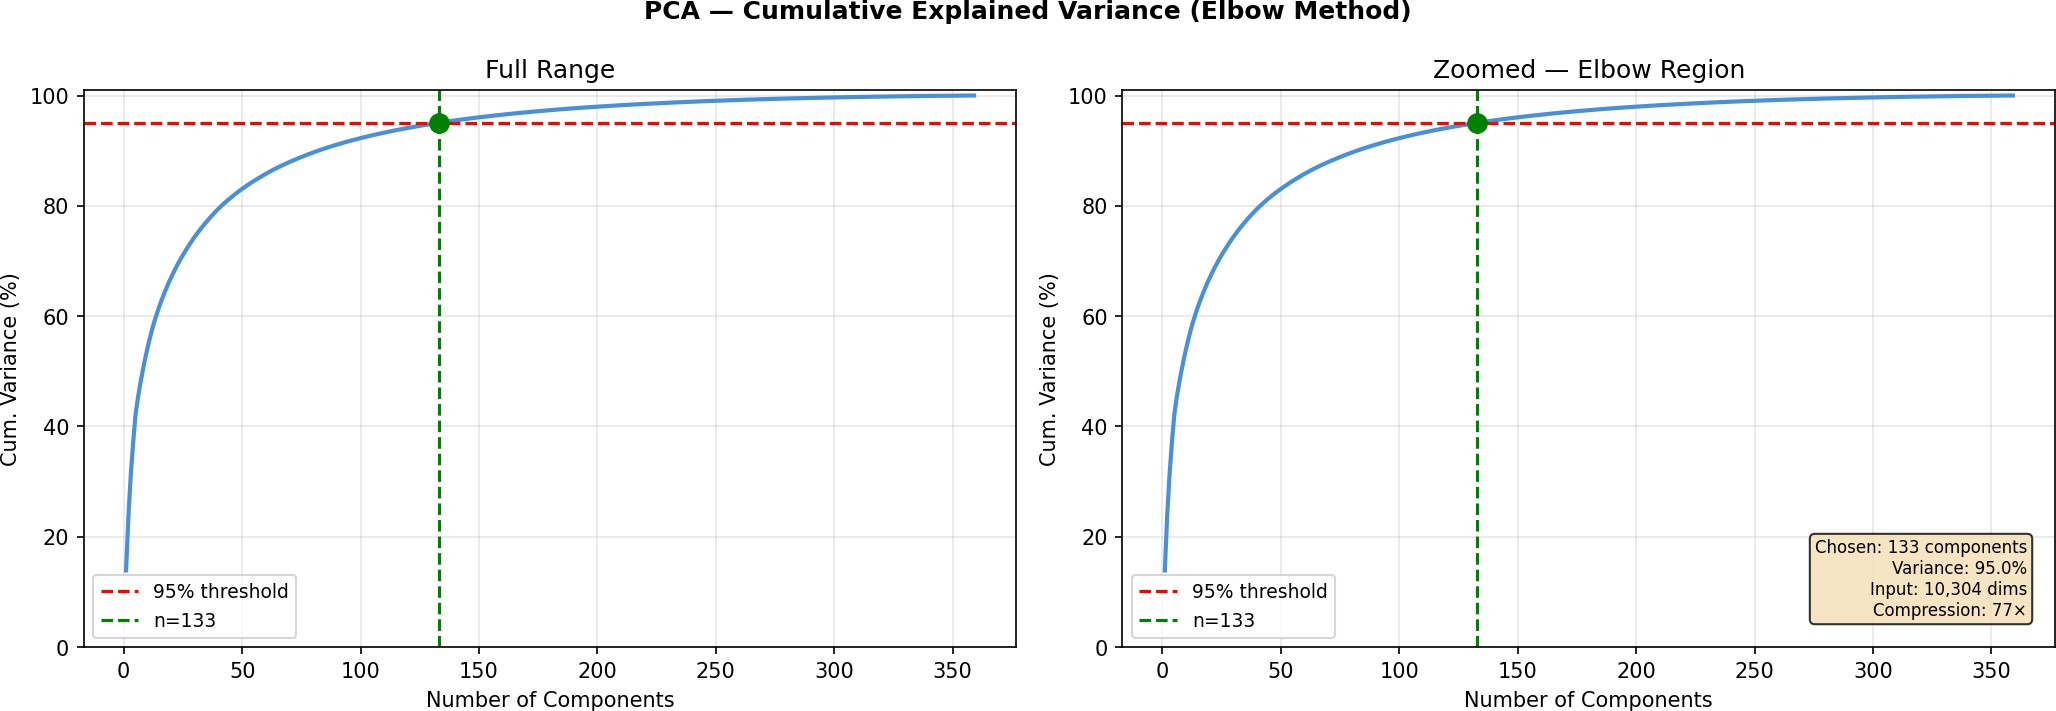 PCA — Cumulative Explained Variance (Elbow Method)
Full Range
Cum. Variance (%)
100
80
60
40
20
0
95% threshold
n=133
0 50 100 150 200 250 300 350
Number of Components
Zoomed — Elbow Region
Cum. Variance (%)
100
80
60
40
20
0
95% threshold
n=133
Chosen: 133 components
Variance: 95.0%
Input: 10,304 dims
Compression: 77×
0 50 100 150 200 250 300 350
Number of Components